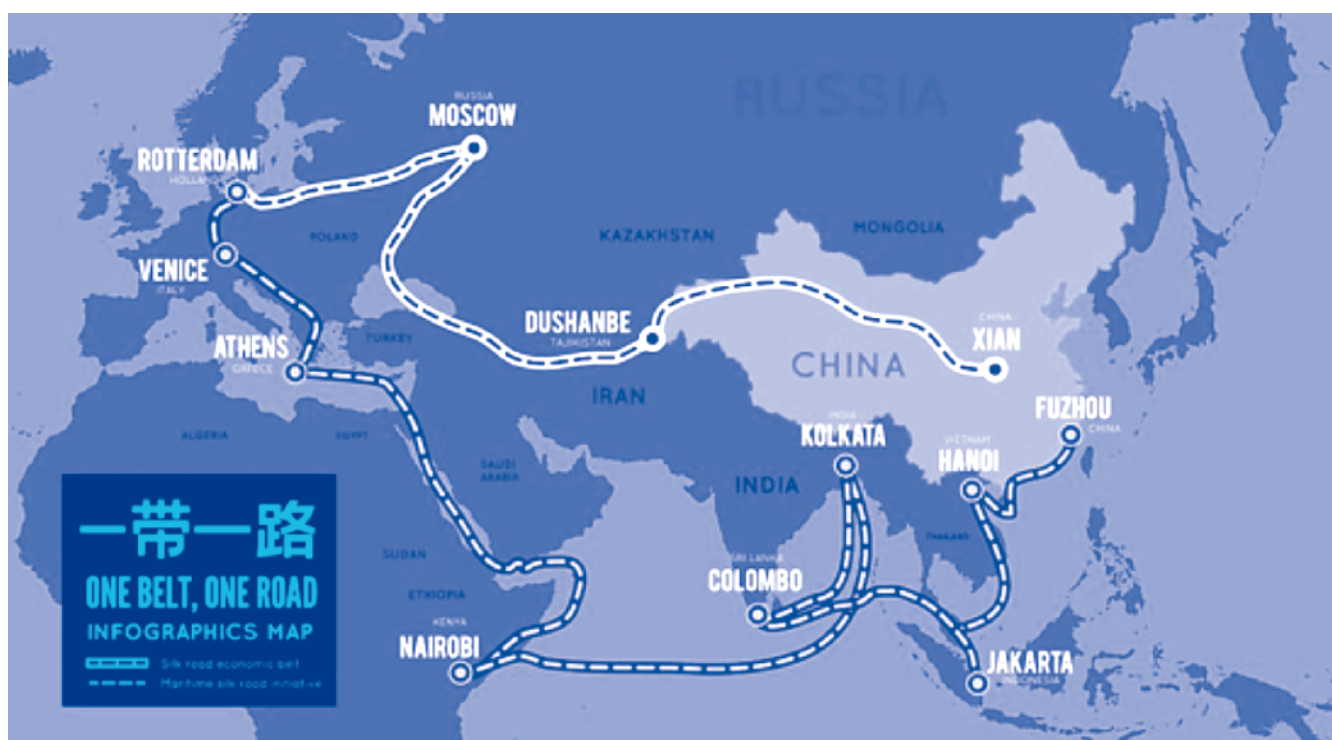 RUSSIA
RUSSIA
MOSCOW
ROTTERDAM
HOLLAND
POLAND
KAZAKHSTAN
MONGOLIA
VENICE
ITALY
DUSHANBE
TAJIKISTAN
CHINA
XIAN
ATHENS
GREECE
TURKEY
CHINA
IRAN
FUZHOU
CHINA
INDIA
KOLKATA
VIETNAM
HANOI
ALGERIA
EGYPT
SAUDI
ARABIA
INDIA
THAILAND
SUDAN
ETHIOPIA
SRI LANKA
COLOMBO
KENYA
NAIROBI
JAKARTA
INDONESIA
一带一路
ONE BELT, ONE ROAD
INFOGRAPHICS MAP
Silk road economic belt
Maritime silk road initiative